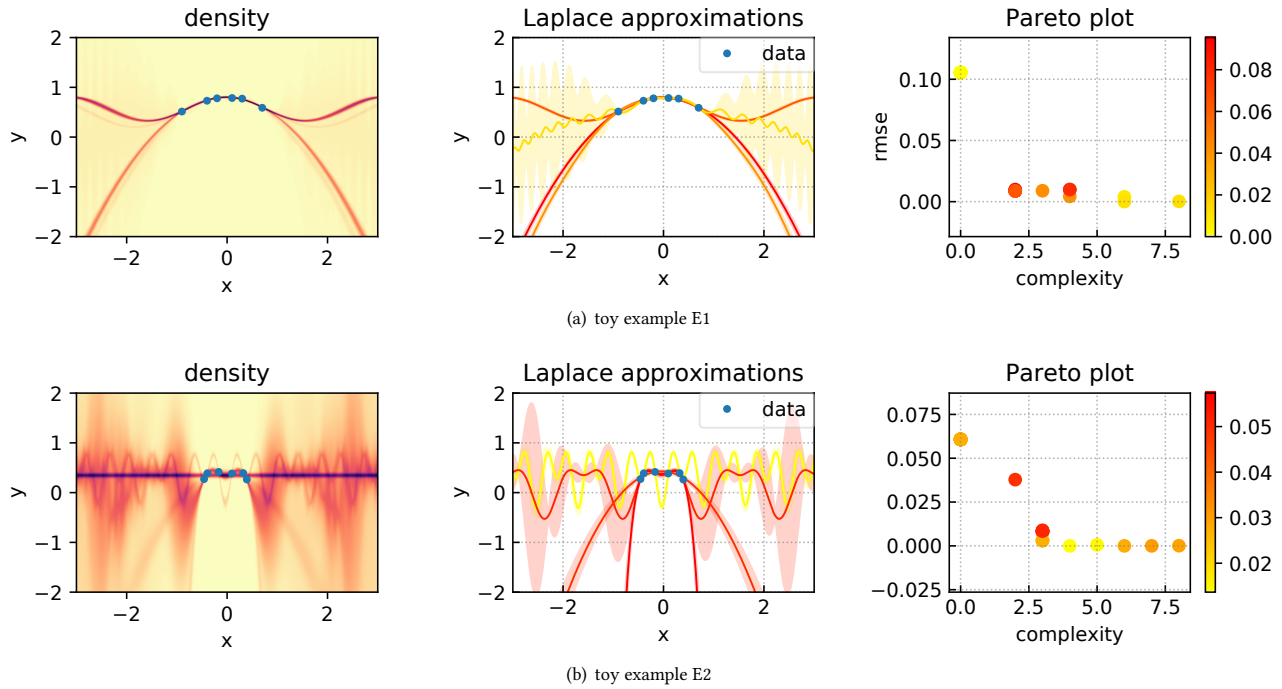 density
Laplace approximations
Pareto plot
2
1
0
−1
−2
y
−2 0 2
x
2
1
0
−1
−2
y
data
−2 0 2
x
0.10
0.05
0.00
rmse
0.0 2.5 5.0 7.5
complexity
0.08
0.06
0.04
0.02
0.00
(a) toy example E1
density
Laplace approximations
Pareto plot
2
1
0
−1
−2
y
−2 0 2
x
2
1
0
−1
−2
y
data
−2 0 2
x
0.075
0.050
0.025
0.000
−0.025
0.0 2.5 5.0 7.5
complexity
0.05
0.04
0.03
0.02
(b) toy example E2